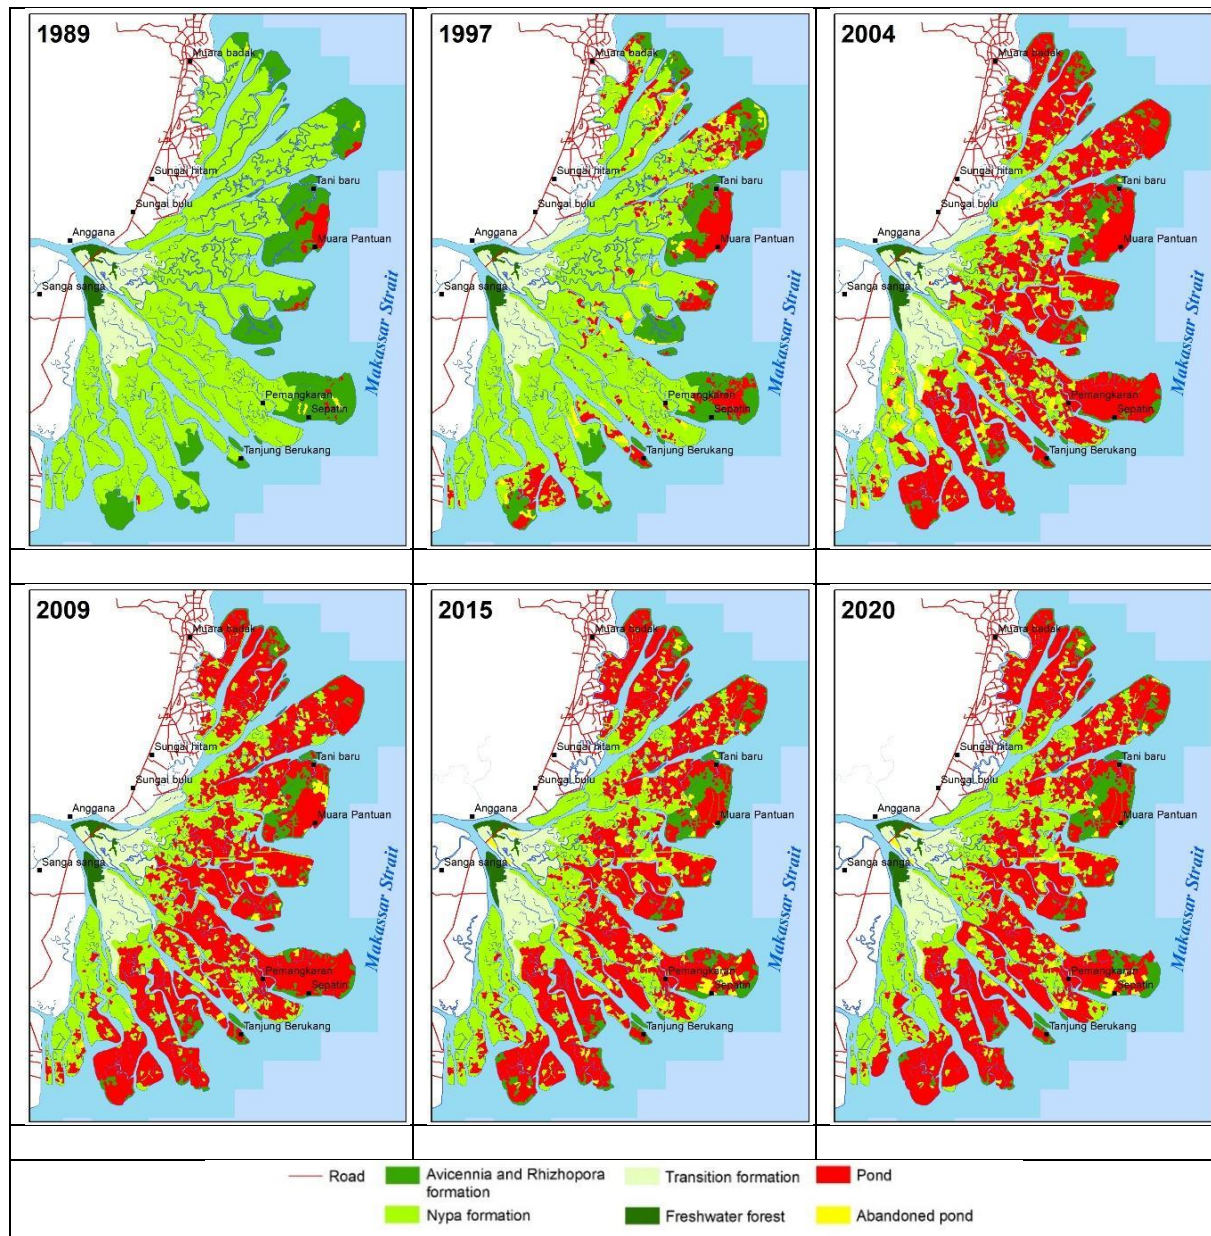 1989
Muara badak
Sungai hitam
Tani baru
Sungai bulu
Anggana
Muara Pantuan
Sanga sanga
Makassar Strait
Pemangkaran
Sepatin
Tanjung Berukang
1997
Muara badak
Sungai hitam
Tani baru
Sungai bulu
Anggana
Muara Pantuan
Sanga sanga
Makassar Strait
Pemangkaran
Sepatin
Tanjung Berukang
2004
Muara badak
Sungai hitam
Tani baru
Sungai bulu
Anggana
Muara Pantuan
Sanga sanga
Makassar Strait
Pemangkaran
Sepatin
Tanjung Berukang
2009
Muara badak
Sungai hitam
Tani baru
Sungai bulu
Anggana
Muara Pantuan
Sanga sanga
Makassar Strait
Pemangkaran
Sepatin
Tanjung Berukang
2015
Muara badak
Sungai hitam
Tani baru
Sungai bulu
Anggana
Muara Pantuan
Sanga sanga
Makassar Strait
Pemangkaran
Sepatin
Tanjung Berukang
2020
Muara badak
Sungai hitam
Tani baru
Sungai bulu
Anggana
Muara Pantuan
Sanga sanga
Makassar Strait
Pemangkaran
Sepatin
Tanjung Berukang
Road
Avicennia and Rhizhopora
formation
Transition formation
Pond
Nypa formation
Freshwater forest
Abandoned pond